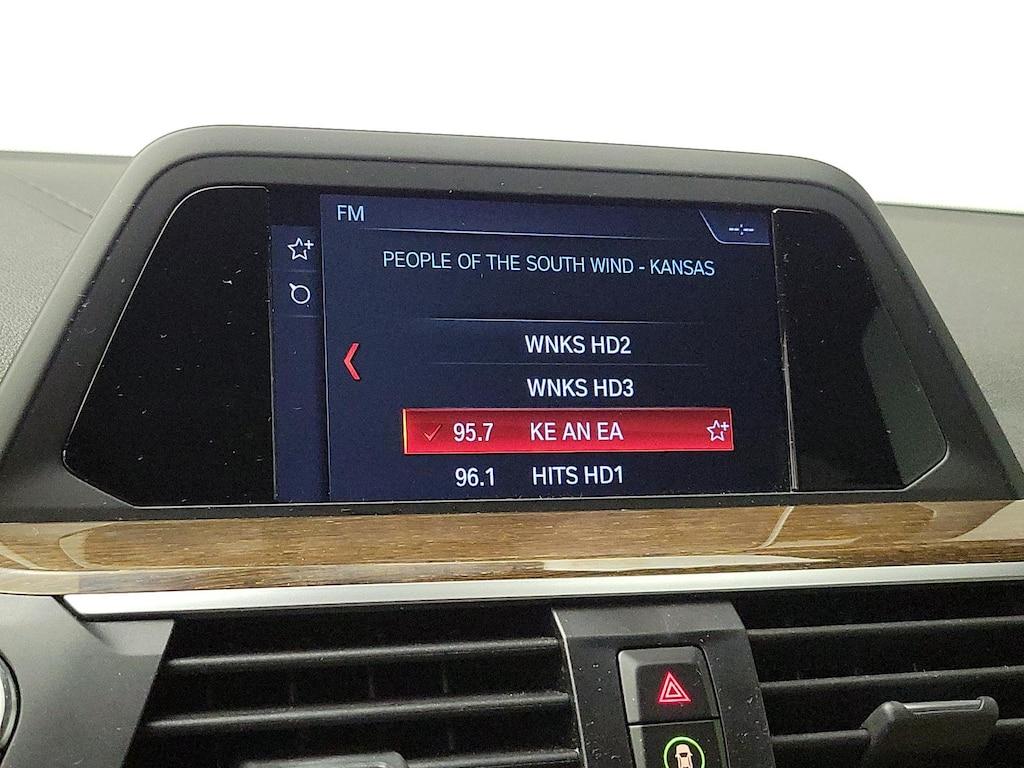 FM
PEOPLE OF THE SOUTH WIND - KANSAS
WNKS HD2
WNKS HD3
95.7 KE AN EA
96.1 HITS HD1